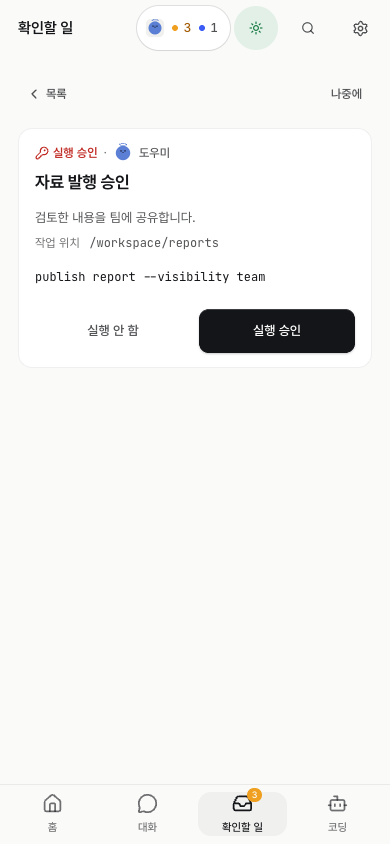 확인할 일
3
1
목록
나중에
실행 승인 · 도우미
자료 발행 승인
검토한 내용을 팀에 공유합니다.
작업 위치 /workspace/reports
publish report --visibility team
실행 안 함
실행 승인
3
홈
대화
확인할 일
코딩